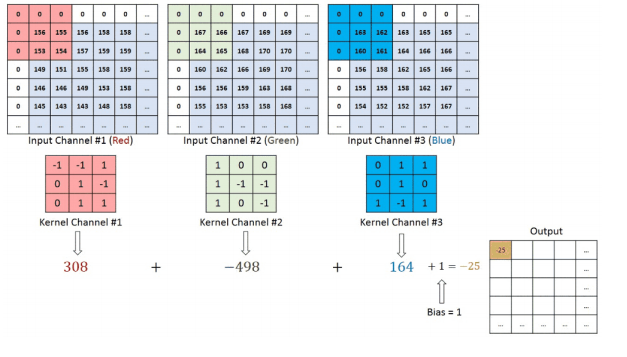 0 0 0 0 0 0 ...
0 156 155 156 158 158 ...
0 153 154 157 159 159 ...
0 149 151 155 158 159 ...
0 146 146 149 153 158 ...
0 145 143 143 148 158 ...
... ... ... ... ... ... ...
Input Channel #1 (Red)
0 0 0 0 0 0 ...
0 167 166 167 169 169 ...
0 164 165 168 170 170 ...
0 160 162 166 169 170 ...
0 156 156 159 163 168 ...
0 155 153 153 158 168 ...
... ... ... ... ... ... ...
Input Channel #2 (Green)
0 0 0 0 0 0 ...
0 163 162 163 165 165 ...
0 160 161 164 166 166 ...
0 156 158 162 165 166 ...
0 155 155 158 162 167 ...
0 154 152 152 157 167 ...
... ... ... ... ... ... ...
Input Channel #3 (Blue)
-1 -1 1
0 1 -1
0 1 1
Kernel Channel #1
1 0 0
1 -1 -1
1 0 -1
Kernel Channel #2
0 1 1
0 1 0
1 -1 1
Kernel Channel #3
308 + −498 + 164 + 1 = −25
Bias = 1
Output
-25 ...
...
...
...
... ... ... ... ...